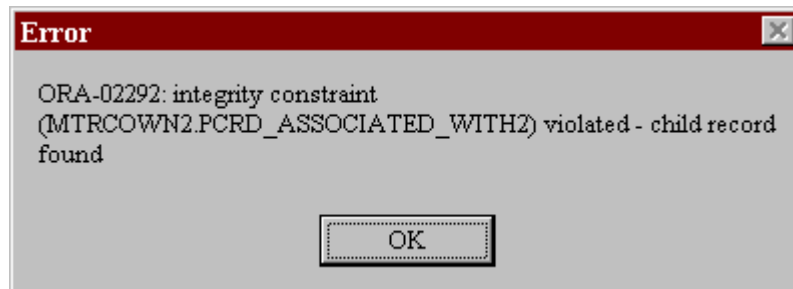 Error
ORA-02292: integrity constraint
(MTRCOWN2.PCRD_ASSOCIATED_WITH2) violated - child record
found
OK